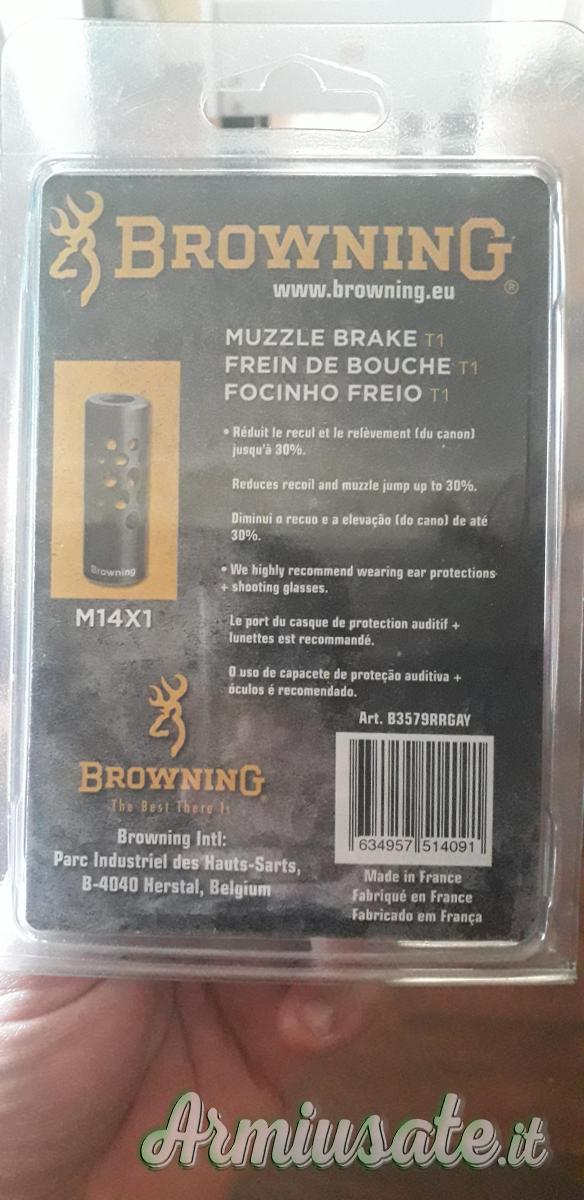 BROWNING®
www.browning.eu
MUZZLE BRAKE T1
FREIN DE BOUCHE T1
FOCINHO FREIO T1
• Réduit le recul et le relèvement (du canon)
jusqu'à 30%.
Reduces recoil and muzzle jump up to 30%.
Diminui o recuo e a elevação (do cano) de até
30%.
• We highly recommend wearing ear protections
+ shooting glasses.
Le port du casque de protection auditif +
lunettes est recommandé.
O uso de capacete de proteção auditiva +
óculos é recomendado.
Browning
M14X1
Art. B3579RRGAY
BROWNING®
The Best There Is
Browning Intl:
Parc Industriel des Hauts-Sarts,
B-4040 Herstal, Belgium
634957 514091
Made in France
Fabriqué en France
Fabricado em França
Armiusate.it